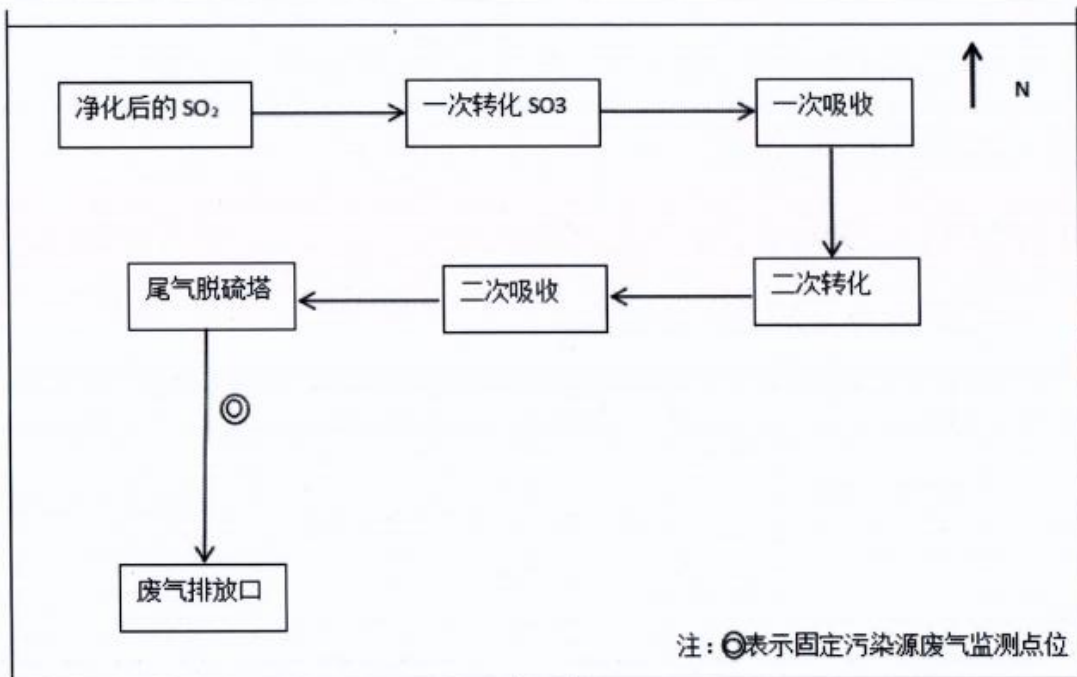 净化后的 SO₂
一次转化 SO3
一次吸收
N
尾气脱硫塔
二次吸收
二次转化
废气排放口
注：◎表示固定污染源废气监测点位